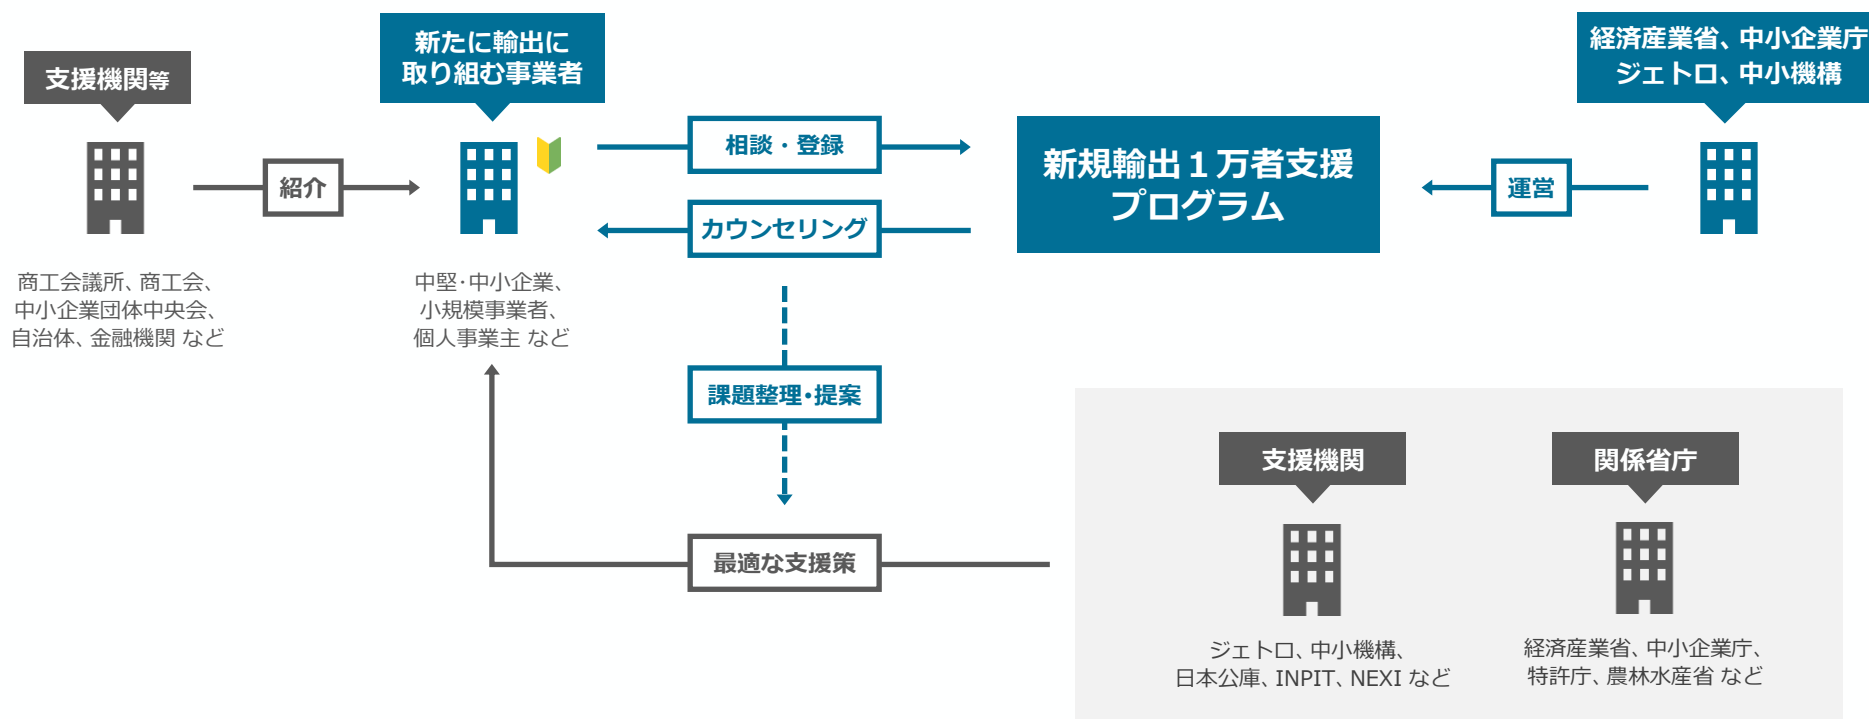 支援機関等
商工会議所、商工会、
中小企業団体中央会、
自治体、金融機関 など
紹介
新たに輸出に
取り組む事業者
中堅・中小企業、
小規模事業者、
個人事業主 など
相談・登録
カウンセリング
課題整理・提案
最適な支援策
新規輸出1万者支援
プログラム
運営
経済産業省、中小企業庁
ジェトロ、中小機構
支援機関
ジェトロ、中小機構、
日本公庫、INPIT、NEXI など
関係省庁
経済産業省、中小企業庁、
特許庁、農林水産省 など